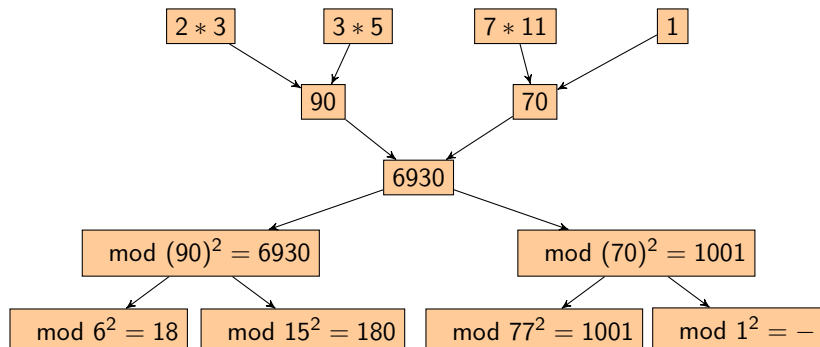 2 ∗ 3 3 ∗ 5 7 ∗ 11 1
90 70
6930
mod (90)² = 6930 mod (70)² = 1001
mod 6² = 18 mod 15² = 180 mod 77² = 1001 mod 1² = −